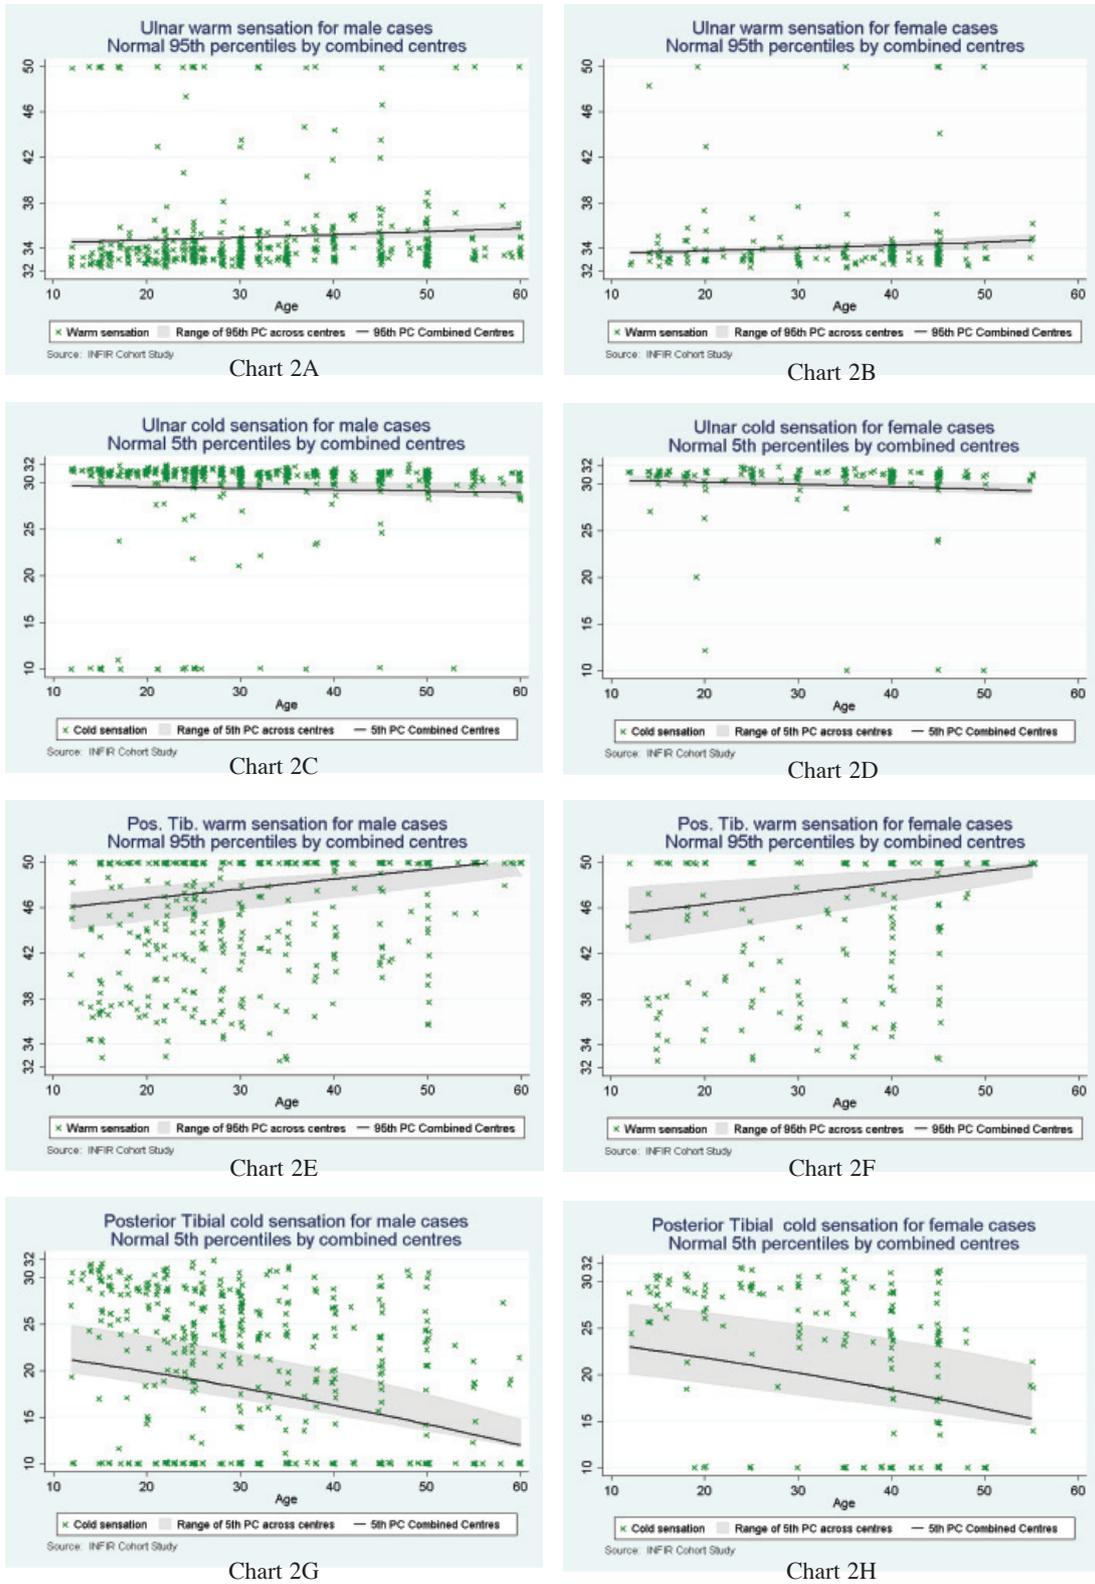 Ulnar warm sensation for male cases
Normal 95th percentiles by combined centres
50
46
42
38
34
32
10 20 30 40 50 60
Age
× Warm sensation Range of 95th PC across centres — 95th PC Combined Centres
Source: INFIR Cohort Study
Chart 2A
Ulnar warm sensation for female cases
Normal 95th percentiles by combined centres
50
46
42
38
34
32
10 20 30 40 50 60
Age
× Warm sensation Range of 95th PC across centres — 95th PC Combined Centres
Source: INFIR Cohort Study
Chart 2B
Ulnar cold sensation for male cases
Normal 5th percentiles by combined centres
32
30
25
20
15
10
10 20 30 40 50 60
Age
× Cold sensation Range of 5th PC across centres — 5th PC Combined Centres
Source: INFIR Cohort Study
Chart 2C
Ulnar cold sensation for female cases
Normal 5th percentiles by combined centres
32
30
25
20
15
10
10 20 30 40 50 60
Age
× Cold sensation Range of 5th PC across centres — 5th PC Combined Centres
Source: INFIR Cohort Study
Chart 2D
Pos. Tib. warm sensation for male cases
Normal 95th percentiles by combined centres
50
46
42
38
34
32
10 20 30 40 50 60
Age
× Warm sensation Range of 95th PC across centres — 95th PC Combined Centres
Source: INFIR Cohort Study
Chart 2E
Pos. Tib. warm sensation for female cases
Normal 95th percentiles by combined centres
50
46
42
38
34
32
10 20 30 40 50 60
Age
× Warm sensation Range of 95th PC across centres — 95th PC Combined Centres
Source: INFIR Cohort Study
Chart 2F
Posterior Tibial cold sensation for male cases
Normal 5th percentiles by combined centres
32
30
25
20
15
10
10 20 30 40 50 60
Age
× Cold sensation Range of 5th PC across centres — 5th PC Combined Centres
Source: INFIR Cohort Study
Chart 2G
Posterior Tibial cold sensation for female cases
Normal 5th percentiles by combined centres
32
30
25
20
15
10
10 20 30 40 50 60
Age
× Cold sensation Range of 5th PC across centres — 5th PC Combined Centres
Source: INFIR Cohort Study
Chart 2H